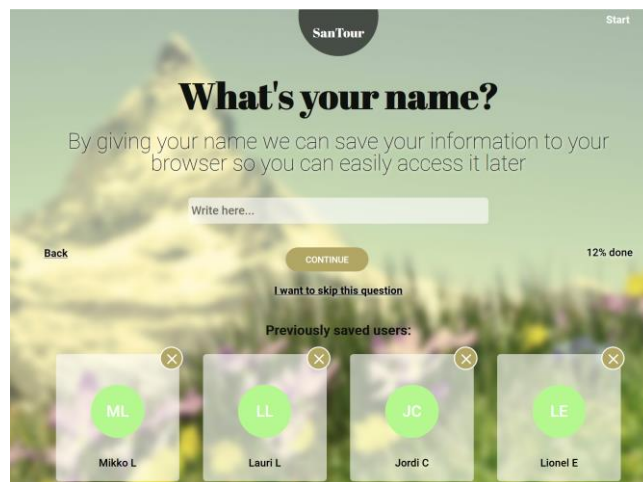 Start
SanTour
What's your name?
By giving your name we can save your information to your
browser so you can easily access it later
Write here...
Back
CONTINUE
12% done
I want to skip this question
Previously saved users:
ML
LL
JC
LE
Mikko L
Lauri L
Jordi C
Lionel E